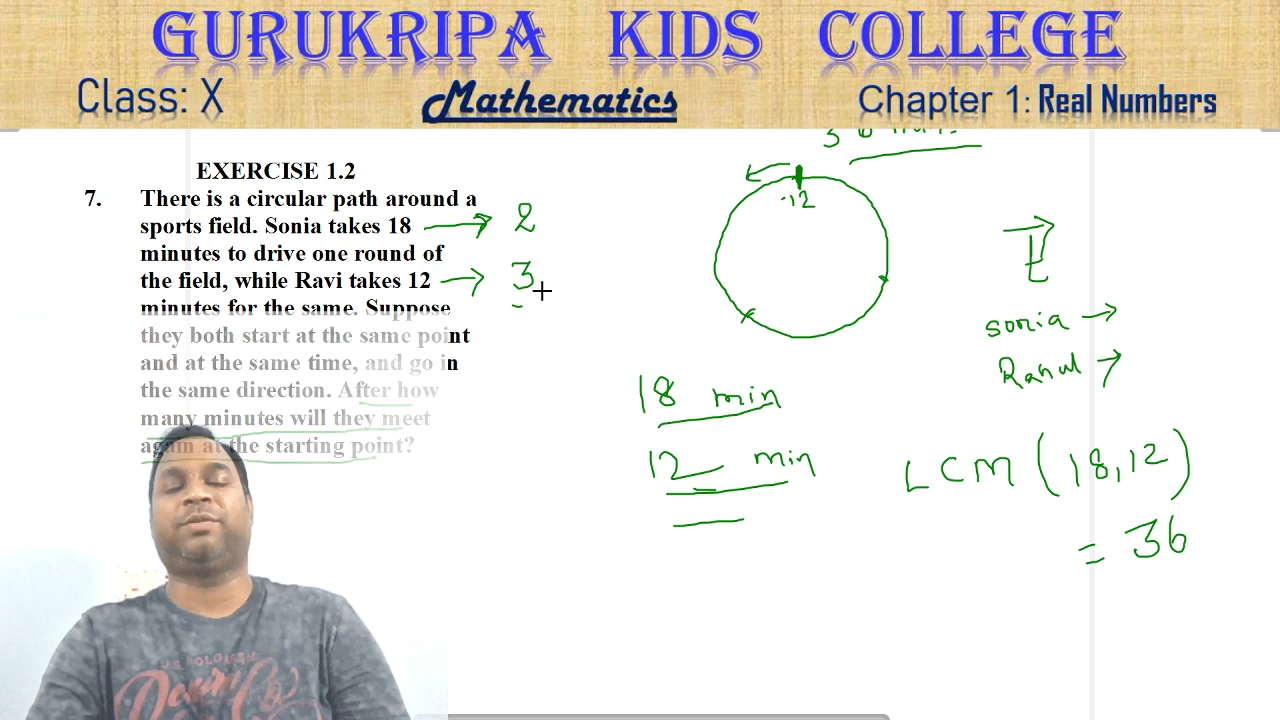 GURUKRIPA KIDS COLLEGE
Class: X Mathematics Chapter 1: Real Numbers
EXERCISE 1.2
7. There is a circular path around a
sports field. Sonia takes 18 → 2
minutes to drive one round of
the field, while Ravi takes 12 → 3
minutes for the same. Suppose
they both start at the same point
and at the same time, and go in
the same direction. After how
many minutes will they meet
again at the starting point?
12
t
sonia →
Rahul →
18 min
12 min
LCM (18,12)
= 36